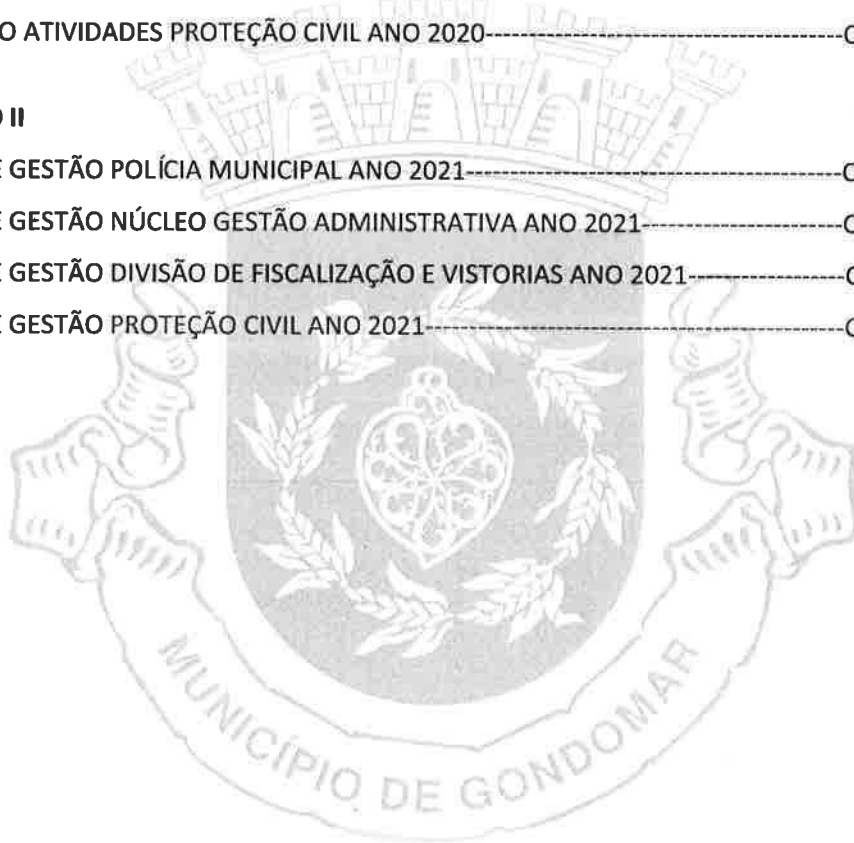 O ATIVIDADES PROTEÇÃO CIVIL ANO 2020-----------------------------------------C
O II
E GESTÃO POLÍCIA MUNICIPAL ANO 2021-------------------------------------------C
E GESTÃO NÚCLEO GESTÃO ADMINISTRATIVA ANO 2021-----------------------C
E GESTÃO DIVISÃO DE FISCALIZAÇÃO E VISTORIAS ANO 2021-----------------C
E GESTÃO PROTEÇÃO CIVIL ANO 2021------------------------------------------------C
MUNICÍPIO DE GONDOMAR